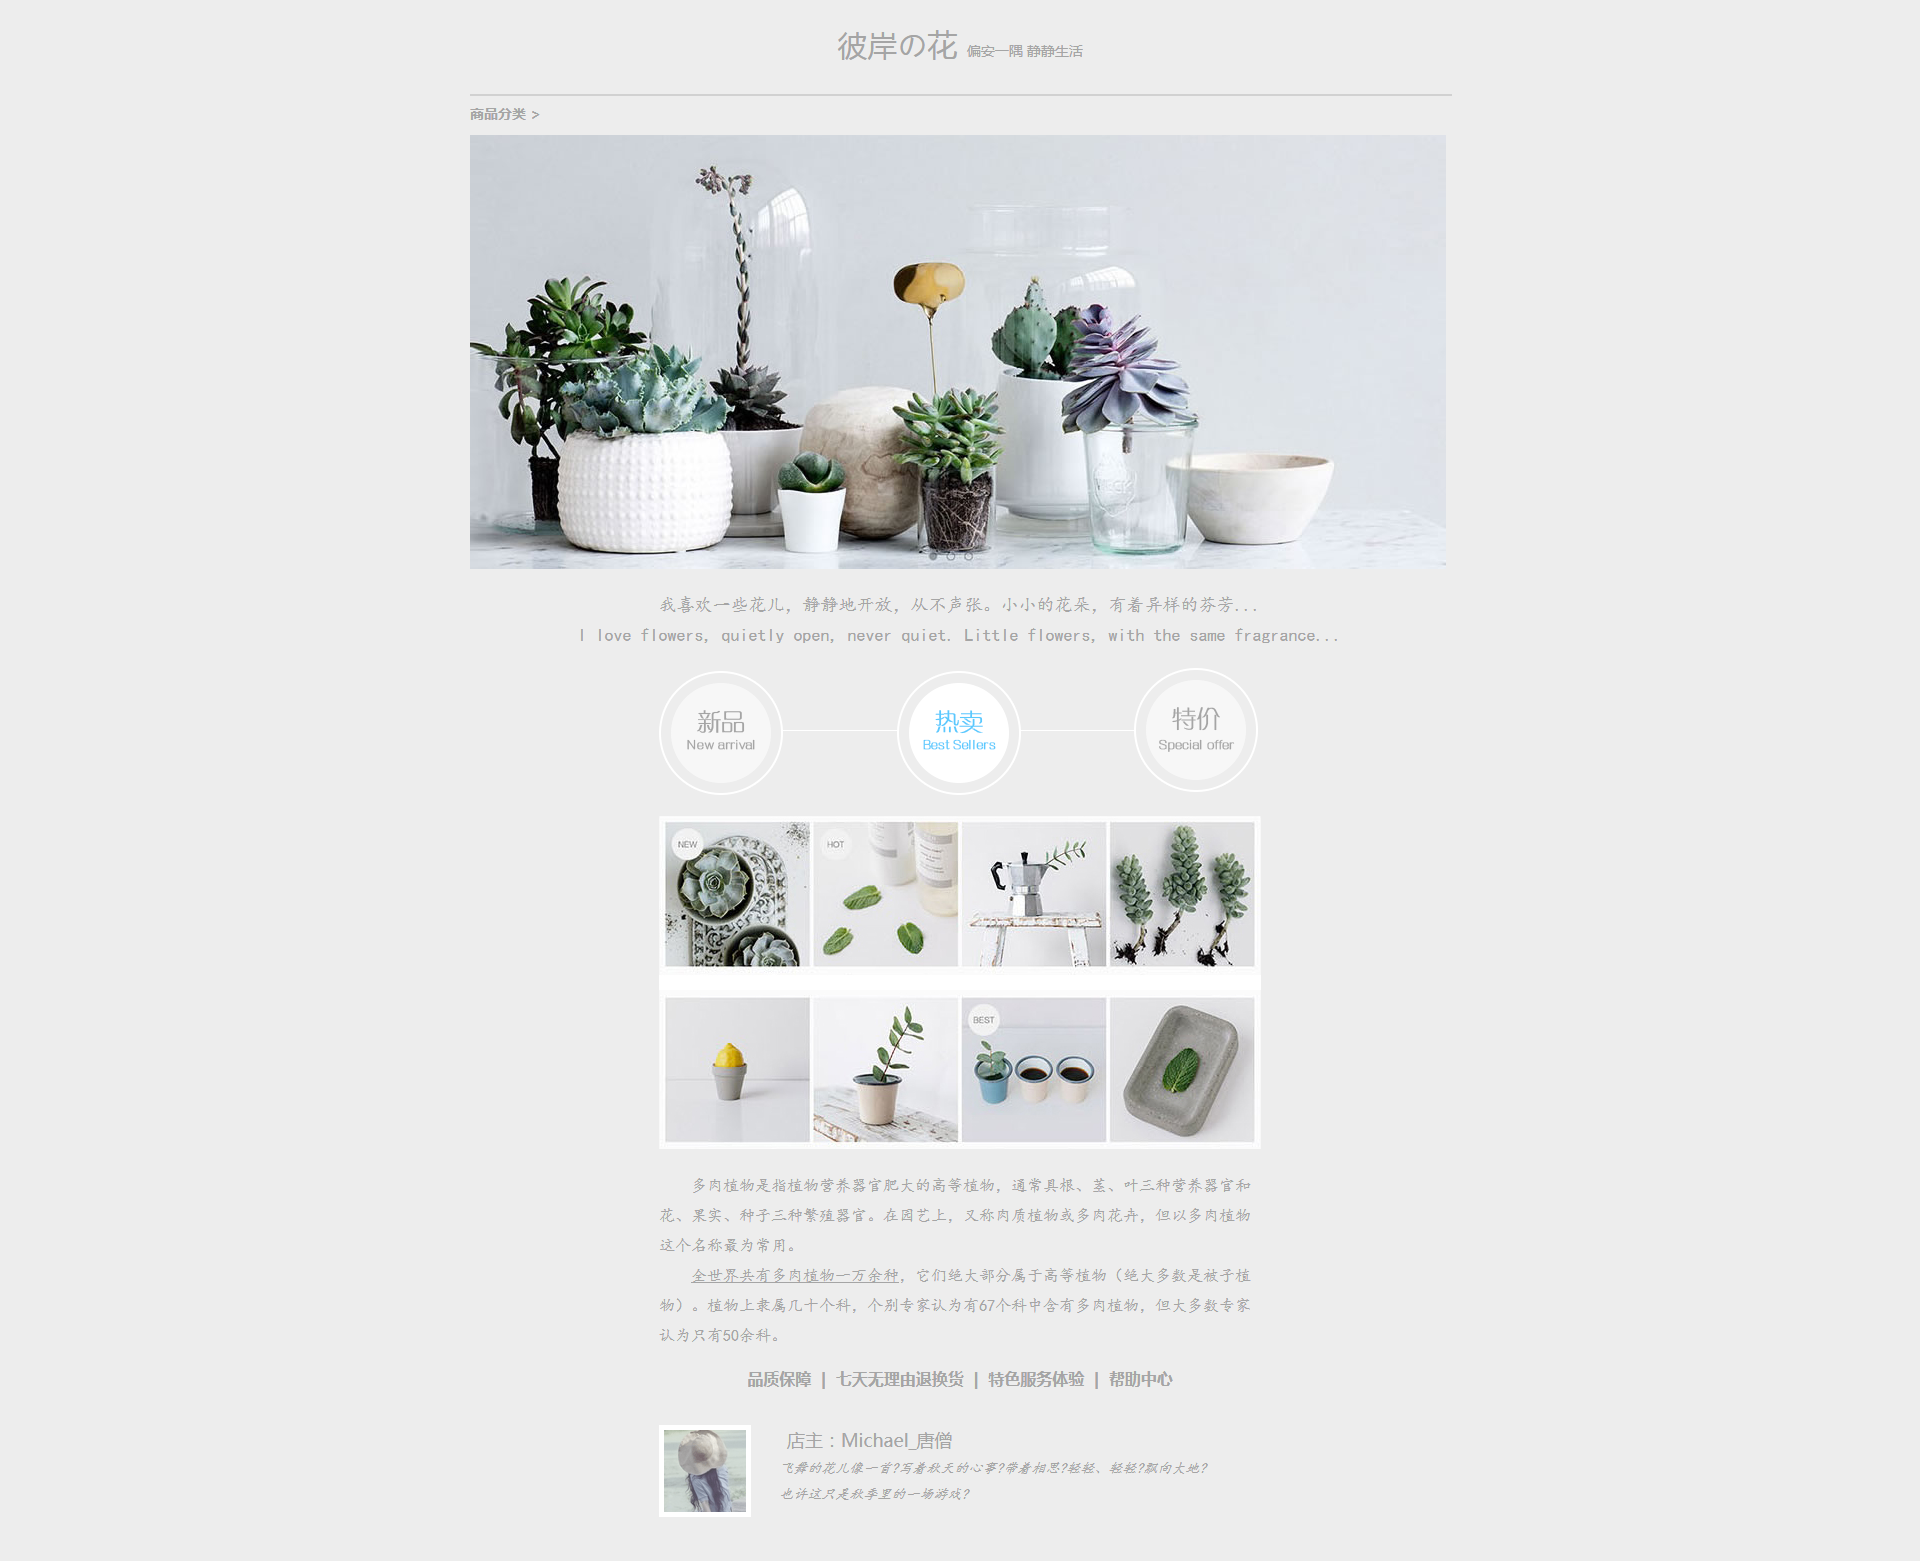 彼岸の花 偏安一隅 静静生活
商品分类 >
WECK
我喜欢一些花儿，静静地开放，从不声张。小小的花朵，有着异样的芬芳...
I love flowers, quietly open, never quiet. Little flowers, with the same fragrance...
新品 热卖 特价
New arrival Best Sellers Special offer
NEW HOT
BEST
多肉植物是指植物营养器官肥大的高等植物，通常具根、茎、叶三种营养器官和
花、果实、种子三种繁殖器官。在园艺上，又称肉质植物或多肉花卉，但以多肉植物
这个名称最为常用。
全世界共有多肉植物一万余种，它们绝大部分属于高等植物（绝大多数是被子植
物）。植物上隶属几十个科，个别专家认为有67个科中含有多肉植物，但大多数专家
认为只有50余科。
品质保障 | 七天无理由退换货 | 特色服务体验 | 帮助中心
店主：Michael_唐僧
飞舞的花儿像一首?写着秋天的心事?带着相思?轻轻、轻轻?飘向大地?
也许这只是秋季里的一场游戏?